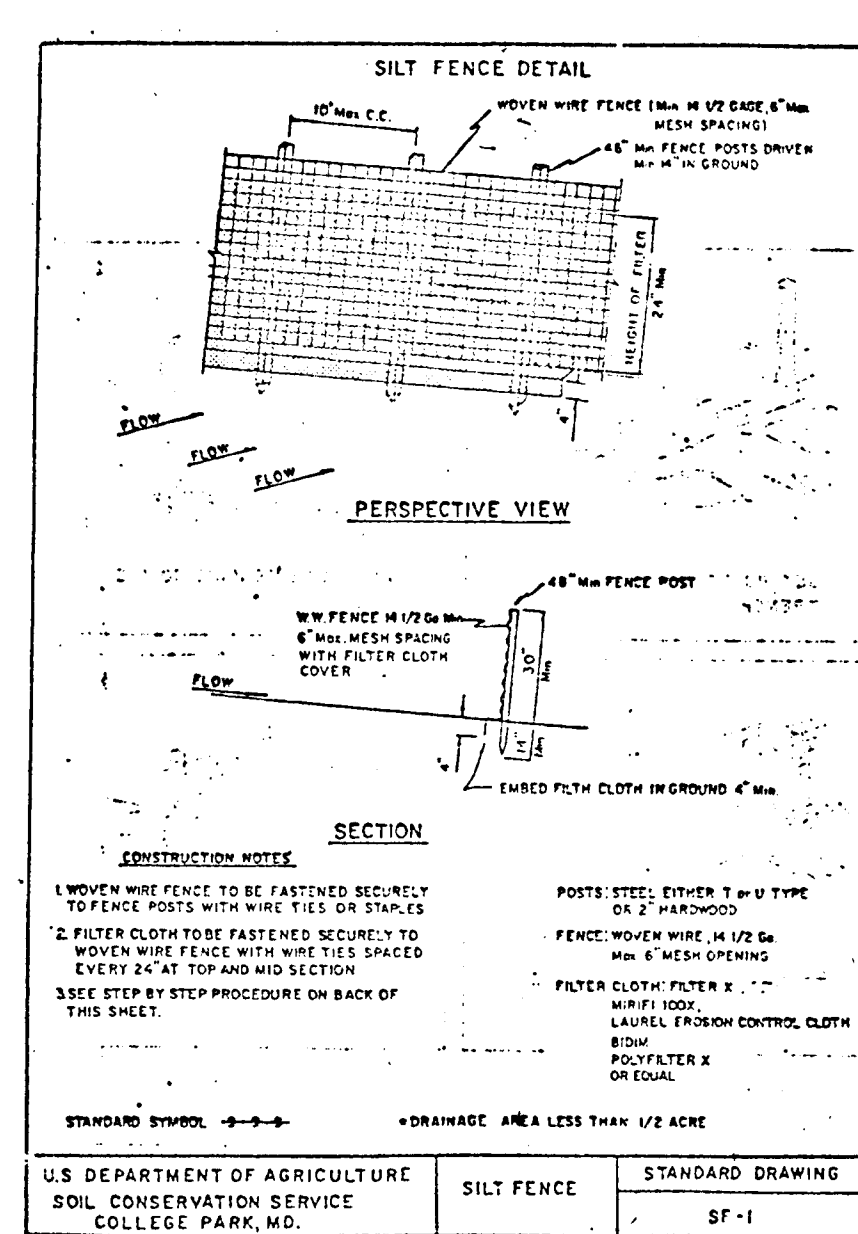 SILT FENCE DETAIL
10' Max C.C.
WOVEN WIRE FENCE (Min 14 1/2 GAGE, 6" Max
MESH SPACING)
48" Min FENCE POSTS DRIVEN
Min 14" IN GROUND
HEIGHT OF FILTER
24" Min
4"
FLOW
FLOW
FLOW
PERSPECTIVE VIEW
48" Min FENCE POST
W.W. FENCE 14 1/2 Ga Min
6" Max. MESH SPACING
WITH FILTER CLOTH
COVER
30"
Min
FLOW
14"
Min
4"
EMBED FILTH CLOTH IN GROUND 4" Min.
SECTION
CONSTRUCTION NOTES
1. WOVEN WIRE FENCE TO BE FASTENED SECURELY
TO FENCE POSTS WITH WIRE TIES OR STAPLES
2. FILTER CLOTH TO BE FASTENED SECURELY TO
WOVEN WIRE FENCE WITH WIRE TIES SPACED
EVERY 24" AT TOP AND MID SECTION
3. SEE STEP BY STEP PROCEDURE ON BACK OF
THIS SHEET.
POSTS: STEEL EITHER T or U TYPE
OR 2" HARDWOOD
FENCE: WOVEN WIRE, 14 1/2 Ga.
Max 6" MESH OPENING
FILTER CLOTH: FILTER X
MIRIFI 100X,
LAUREL EROSION CONTROL CLOTH
BIDIM
POLYFILTER X
OR EQUAL
STANDARD SYMBOL -9-9-9-
*DRAINAGE AREA LESS THAN 1/2 ACRE
U.S DEPARTMENT OF AGRICULTURE
SOIL CONSERVATION SERVICE
COLLEGE PARK, MD.
SILT FENCE
STANDARD DRAWING
SF-1